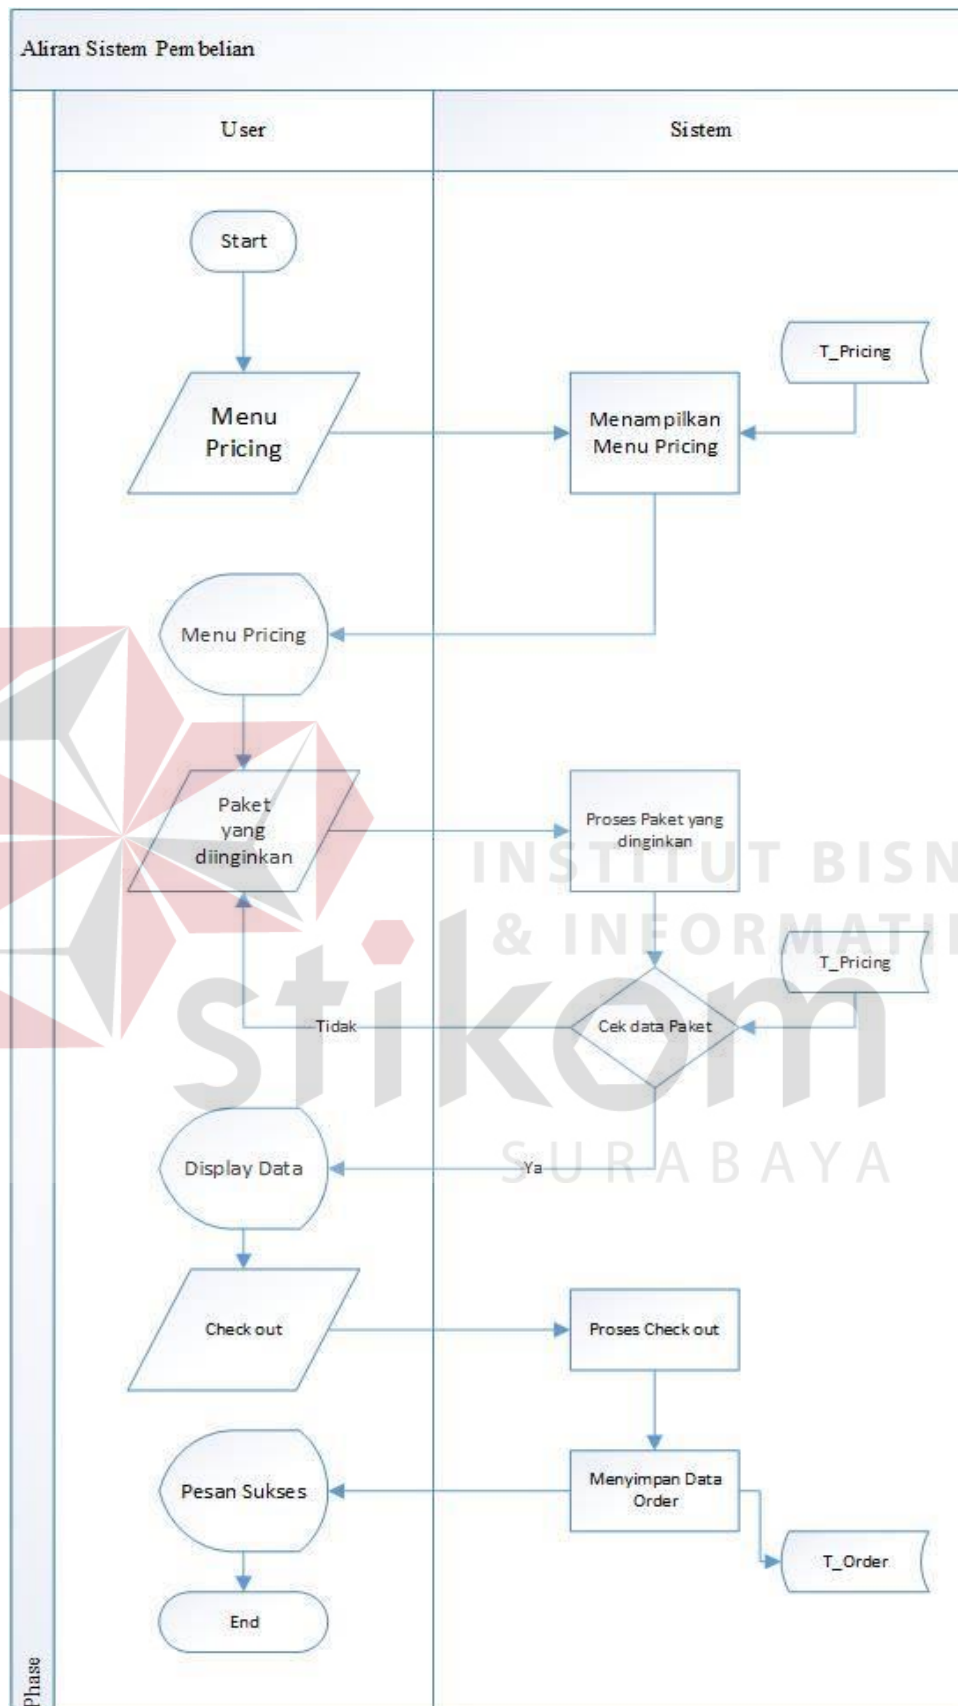 Aliran Sistem Pembelian
User
Sistem
Start
T_Pricing
Menu
Pricing
Menampilkan
Menu Pricing
Menu Pricing
Paket
yang
diinginkan
Proses Paket yang
dinginkan
INSTITUT BISN
& INFORMATI
T_Pricing
Cek data Paket
Tidak
stikom
SURABAYA
Ya
Display Data
Check out
Proses Check out
Pesan Sukses
Menyimpan Data
Order
T_Order
End
Phase